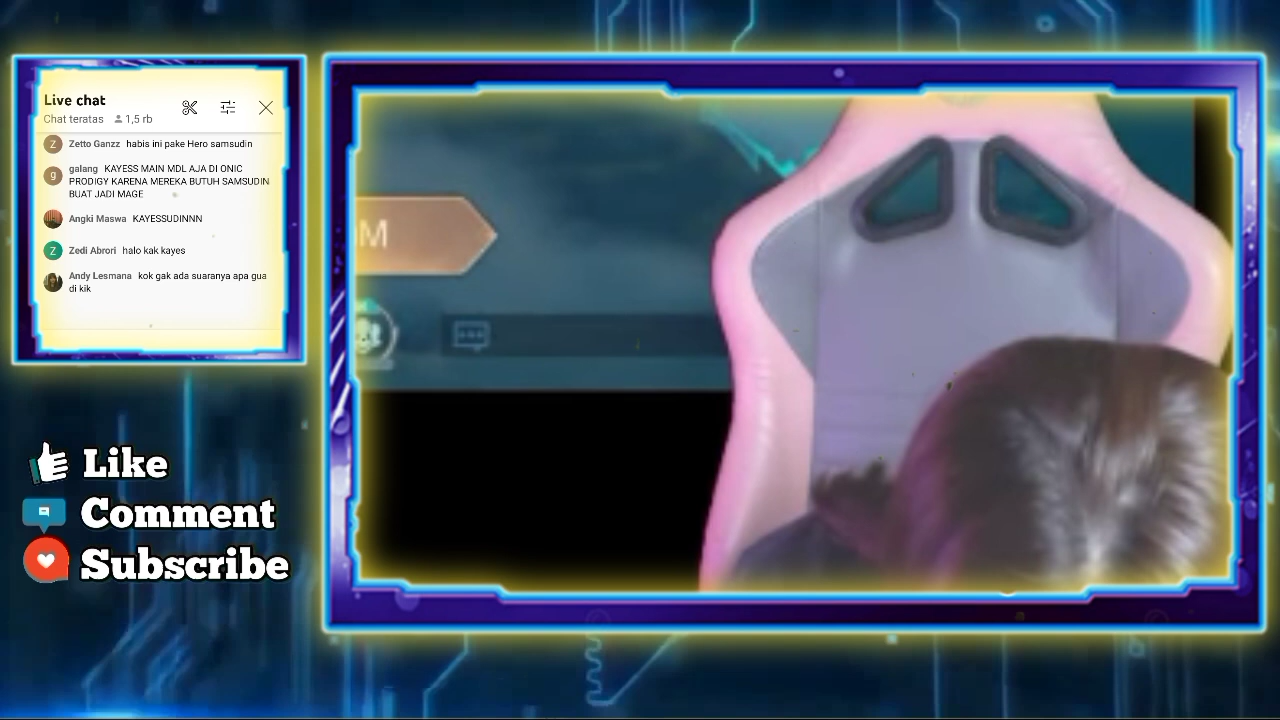 Live chat
Chat teratas 1,5 rb
Zetto Ganzz habis ini pake Hero samsudin
galang KAYESS MAIN MDL AJA DI ONIC
PRODIGY KARENA MEREKA BUTUH SAMSUDIN
BUAT JADI MAGE
Angki Maswa KAYESSUDINNN
Zedi Abrori halo kak kayes
Andy Lesmana kok gak ada suaranya apa gua
di kik
M
Like
Comment
Subscribe